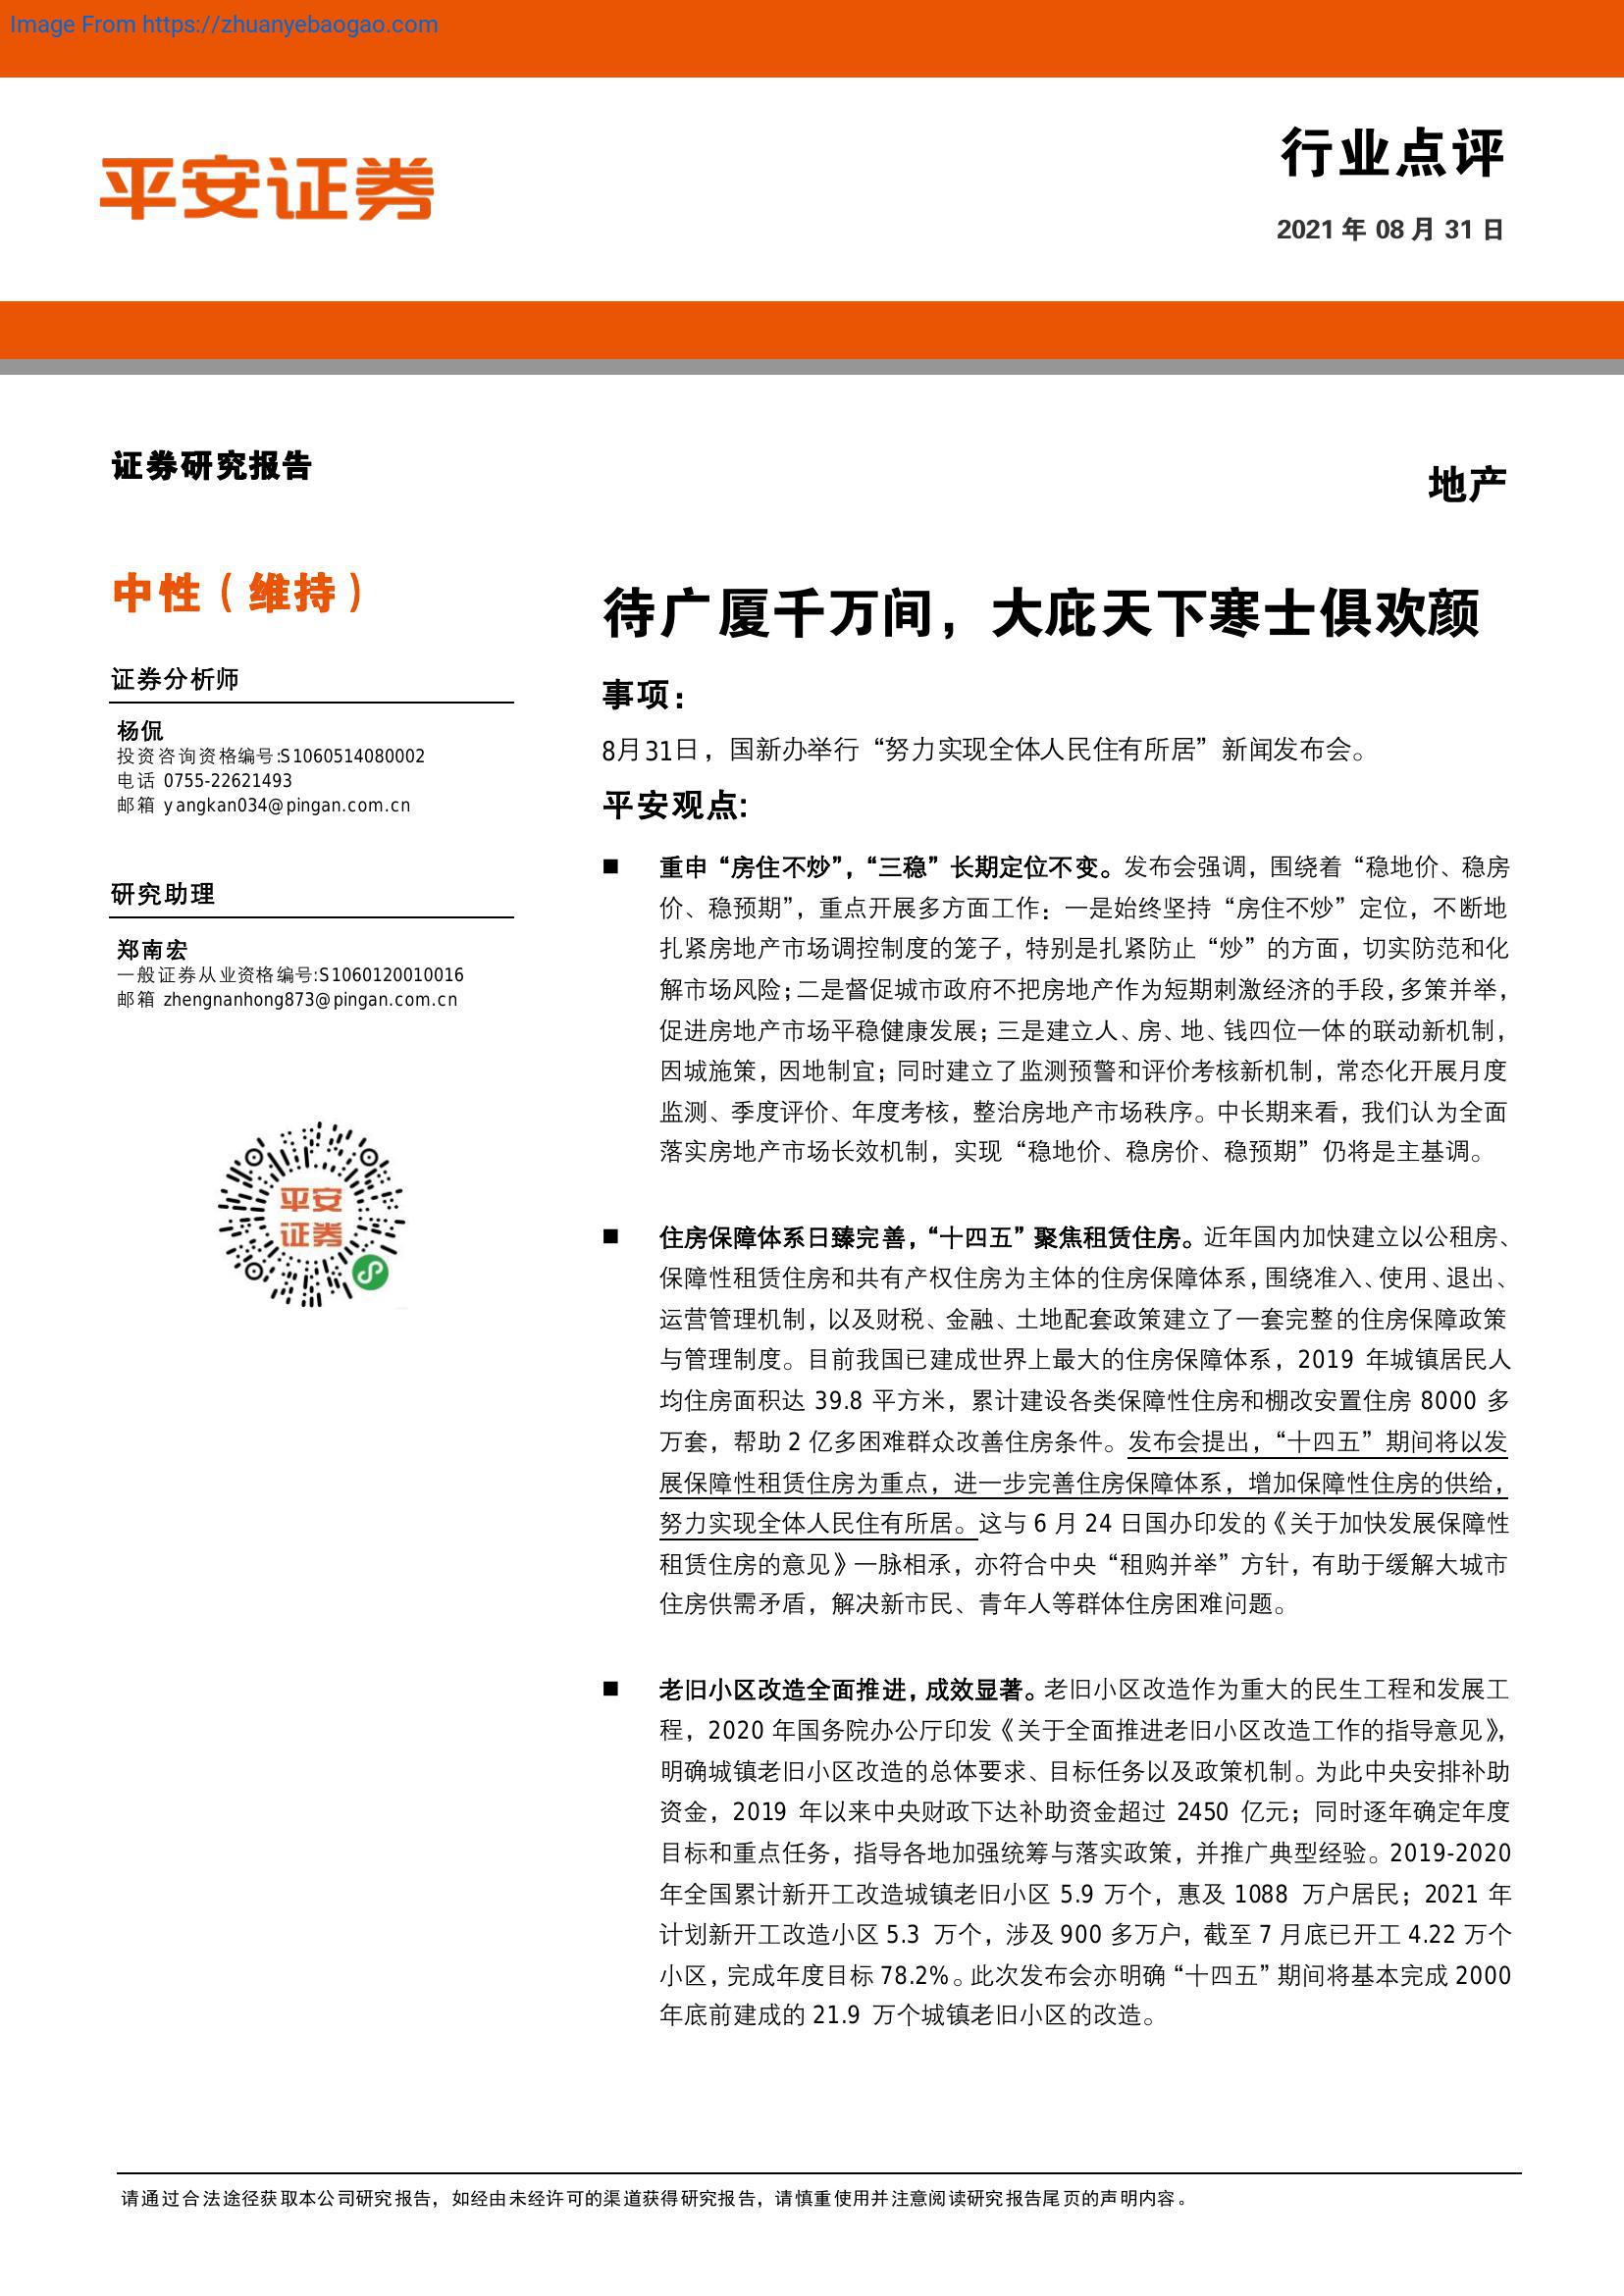 Image From https://zhuanyebaogao.com
平安证券
行业点评
2021 年 08 月 31 日
证券研究报告
地产
中性（维持）
证券分析师
杨侃
投资咨询资格编号:S1060514080002
电话 0755-22621493
邮箱 yangkan034@pingan.com.cn
研究助理
郑南宏
一般证券从业资格编号:S1060120010016
邮箱 zhengnanhong873@pingan.com.cn
平安
证券
待广厦千万间，大庇天下寒士俱欢颜
事项：
8月31日，国新办举行“努力实现全体人民住有所居”新闻发布会。
平安观点:
■ 重申“房住不炒”，“三稳”长期定位不变。发布会强调，围绕着“稳地价、稳房
价、稳预期”，重点开展多方面工作：一是始终坚持“房住不炒”定位，不断地
扎紧房地产市场调控制度的笼子，特别是扎紧防止“炒”的方面，切实防范和化
解市场风险；二是督促城市政府不把房地产作为短期刺激经济的手段，多策并举，
促进房地产市场平稳健康发展；三是建立人、房、地、钱四位一体的联动新机制，
因城施策，因地制宜；同时建立了监测预警和评价考核新机制，常态化开展月度
监测、季度评价、年度考核，整治房地产市场秩序。中长期来看，我们认为全面
落实房地产市场长效机制，实现“稳地价、稳房价、稳预期”仍将是主基调。
■ 住房保障体系日臻完善，“十四五”聚焦租赁住房。近年国内加快建立以公租房、
保障性租赁住房和共有产权住房为主体的住房保障体系，围绕准入、使用、退出、
运营管理机制，以及财税、金融、土地配套政策建立了一套完整的住房保障政策
与管理制度。目前我国已建成世界上最大的住房保障体系，2019 年城镇居民人
均住房面积达 39.8 平方米，累计建设各类保障性住房和棚改安置住房 8000 多
万套，帮助 2 亿多困难群众改善住房条件。发布会提出，“十四五”期间将以发
展保障性租赁住房为重点，进一步完善住房保障体系，增加保障性住房的供给，
努力实现全体人民住有所居。这与 6 月 24 日国办印发的《关于加快发展保障性
租赁住房的意见》一脉相承，亦符合中央“租购并举”方针，有助于缓解大城市
住房供需矛盾，解决新市民、青年人等群体住房困难问题。
■ 老旧小区改造全面推进，成效显著。老旧小区改造作为重大的民生工程和发展工
程，2020 年国务院办公厅印发《关于全面推进老旧小区改造工作的指导意见》，
明确城镇老旧小区改造的总体要求、目标任务以及政策机制。为此中央安排补助
资金，2019 年以来中央财政下达补助资金超过 2450 亿元；同时逐年确定年度
目标和重点任务，指导各地加强统筹与落实政策，并推广典型经验。2019-2020
年全国累计新开工改造城镇老旧小区 5.9 万个，惠及 1088 万户居民；2021 年
计划新开工改造小区 5.3 万个，涉及 900 多万户，截至 7 月底已开工 4.22 万个
小区，完成年度目标 78.2%。此次发布会亦明确“十四五”期间将基本完成 2000
年底前建成的 21.9 万个城镇老旧小区的改造。
请通过合法途径获取本公司研究报告，如经由未经许可的渠道获得研究报告，请慎重使用并注意阅读研究报告尾页的声明内容。